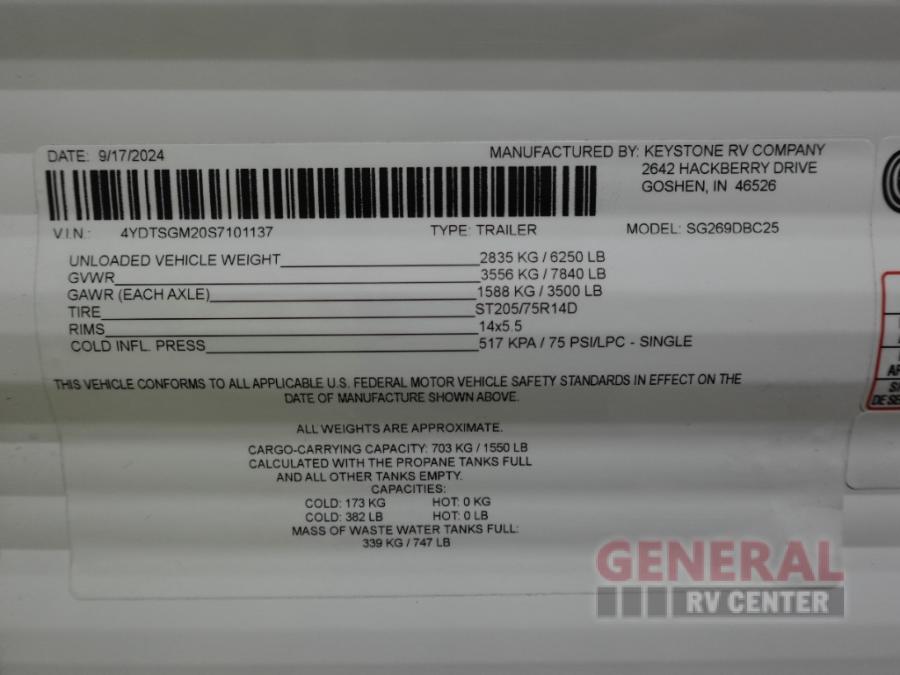 DATE: 9/17/2024
MANUFACTURED BY: KEYSTONE RV COMPANY
2642 HACKBERRY DRIVE
GOSHEN, IN 46526
V.I.N.: 4YDTSGM20S7101137 TYPE: TRAILER MODEL: SG269DBC25
UNLOADED VEHICLE WEIGHT 2835 KG / 6250 LB
GVWR 3556 KG / 7840 LB
GAWR (EACH AXLE) 1588 KG / 3500 LB
TIRE ST205/75R14D
RIMS 14x5.5
COLD INFL. PRESS 517 KPA / 75 PSI/LPC - SINGLE
THIS VEHICLE CONFORMS TO ALL APPLICABLE U.S. FEDERAL MOTOR VEHICLE SAFETY STANDARDS IN EFFECT ON THE
DATE OF MANUFACTURE SHOWN ABOVE.
ALL WEIGHTS ARE APPROXIMATE.
CARGO-CARRYING CAPACITY: 703 KG / 1550 LB
CALCULATED WITH THE PROPANE TANKS FULL
AND ALL OTHER TANKS EMPTY.
CAPACITIES:
COLD: 173 KG HOT: 0 KG
COLD: 382 LB HOT: 0 LB
MASS OF WASTE WATER TANKS FULL:
339 KG / 747 LB
GENERAL
RV CENTER